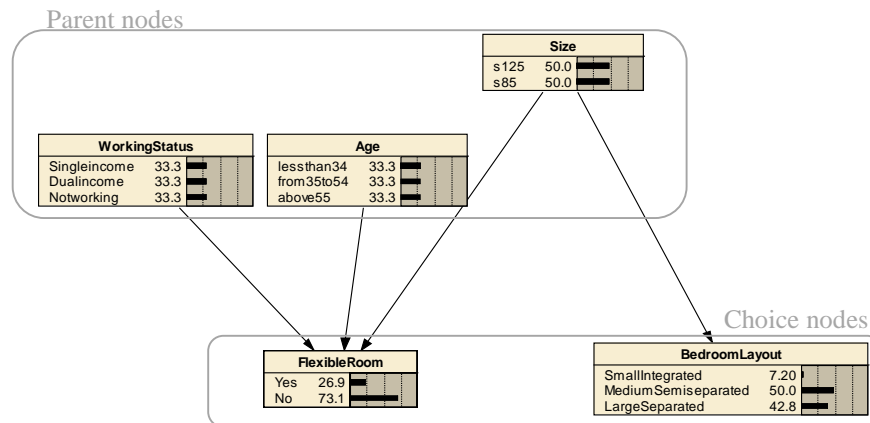 Parent nodes
Size
s125 50.0
s85 50.0
WorkingStatus
Singleincome 33.3
Dualincome 33.3
Notworking 33.3
Age
lessthan34 33.3
from35to54 33.3
above55 33.3
Choice nodes
FlexibleRoom
Yes 26.9
No 73.1
BedroomLayout
SmallIntegrated 7.20
MediumSemiseparated 50.0
LargeSeparated 42.8